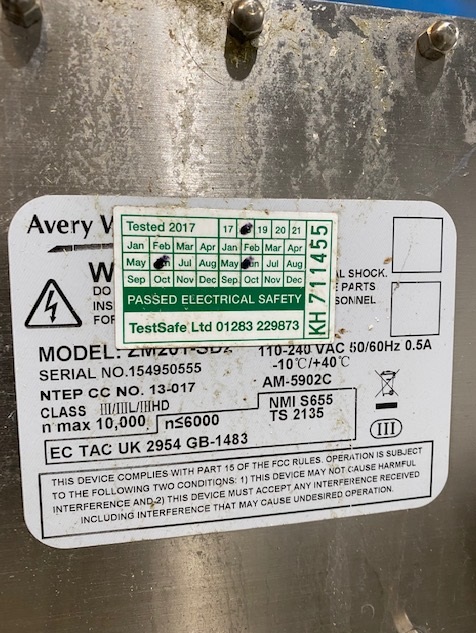 Avery
Tested 2017 17 19 20 21
Jan Feb Mar Apr Jan Feb Mar Apr
May Jul Aug May Jul Aug
Sep Oct Nov Dec Sep Oct Nov Dec
PASSED ELECTRICAL SAFETY
TestSafe Ltd 01283 229873
KH 711455
W
DO
INS
FOR
AL SHOCK.
PARTS
SONNEL
MODEL: ZM201-SD2 110-240 VAC 50/60Hz 0.5A
SERIAL NO.154950555 -10°C/+40°C
NTEP CC NO. 13-017 AM-5902C
CLASS III/IIIL/IIIHD NMI S655
n max 10,000 n≤6000 TS 2135
III
EC TAC UK 2954 GB-1483
THIS DEVICE COMPLIES WITH PART 15 OF THE FCC RULES. OPERATION IS SUBJECT
TO THE FOLLOWING TWO CONDITIONS: 1) THIS DEVICE MAY NOT CAUSE HARMFUL
INTERFERENCE AND,2) THIS DEVICE MUST ACCEPT ANY INTERFERENCE RECEIVED
INCLUDING INTERFERENCE THAT MAY CAUSE UNDESIRED OPERATION.